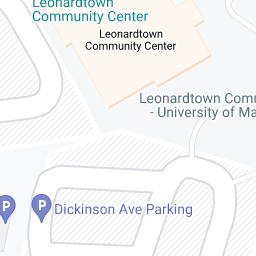 Leonardtown
Community Center
Leonardtown
Community Center
Leonardtown Comm
- University of Ma
P
P Dickinson Ave Parking